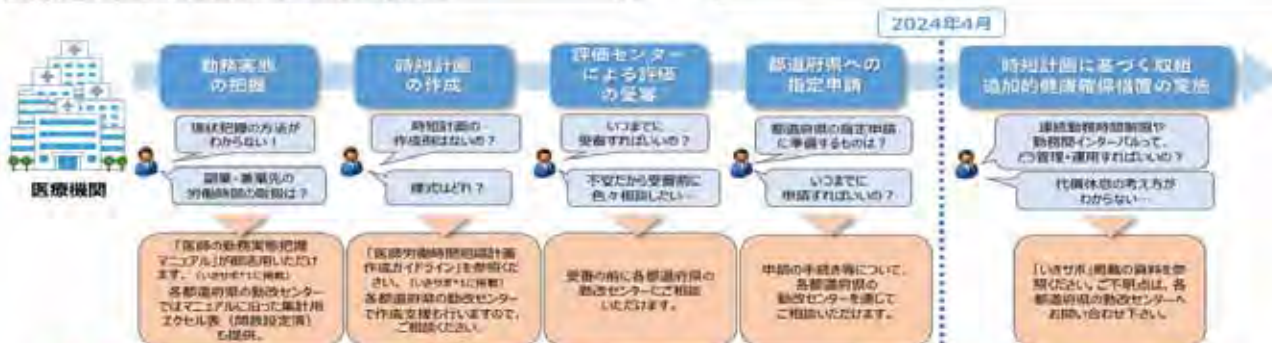 2024年4月
医療機関
勤務実態
の把握
時短計画
の作成
評価センター
による評価
の受審
都道府県への
指定申請
時短計画に基づく取組
追加的健康確保措置の実施
現状把握の方法が
わからない！
副業・兼業先の
労働時間の把握は？
時短計画の
作成例はないの？
様式はどれ？
いつまでに
受審すればいいの？
不安だから受審前に
色々相談したい…
都道府県の指定申請
に準備するものは？
いつまでに
申請すればいいの？
連続勤務時間制限や
勤務間インターバルって、
どう管理・運用すればいいの？
代償休息の考え方が
わからない…
「医師の勤務実態把握
マニュアル」が御活用いただけ
ます。（いきサポ*1に掲載）
各都道府県の勤改センター
ではマニュアルに沿った集計用
エクセル表（関数設定済）
も提供。
「医師労働時間短縮計画
作成ガイドライン」を参照くだ
さい。（いきサポ*1に掲載）
各都道府県の勤改センター
で作成支援も行いますので、
ご相談ください。
受審の前に各都道府県の
勤改センターにご相談
いただけます。
申請の手続き等について、
各都道府県の
勤改センターを通じて
ご相談いただけます。
「いきサポ」掲載の資料を参
照ください。ご不明点は、各
都道府県の勤改センターへ
お問い合わせ下さい。